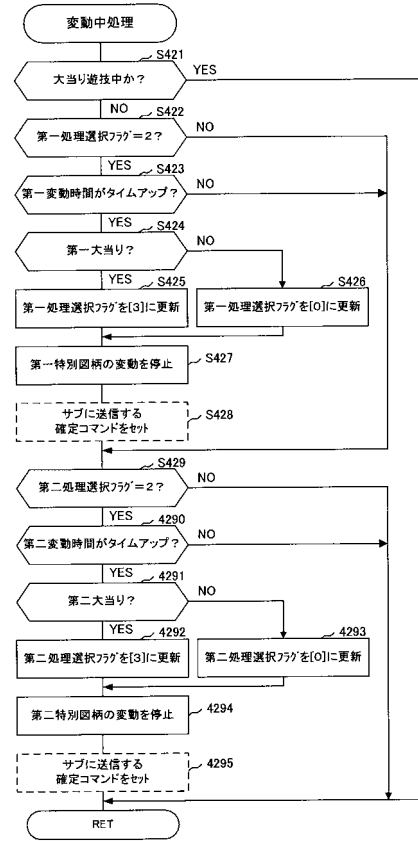 変動中処理
S421
大当り遊技中か?
YES
NO
S422
第一処理選択フラグ=2?
NO
YES
S423
第一変動時間がタイムアップ?
NO
YES
S424
第一大当り?
NO
YES
S425
S426
第一処理選択フラグを[3]に更新
第一処理選択フラグを[0]に更新
S427
第一特別図柄の変動を停止
サブに送信する
確定コマンドをセット
S428
S429
第二処理選択フラグ=2?
NO
YES
4290
第二変動時間がタイムアップ?
NO
YES
4291
第二大当り?
NO
YES
4292
4293
第二処理選択フラグを[3]に更新
第二処理選択フラグを[0]に更新
第二特別図柄の変動を停止
4294
サブに送信する
確定コマンドをセット
4295
RET